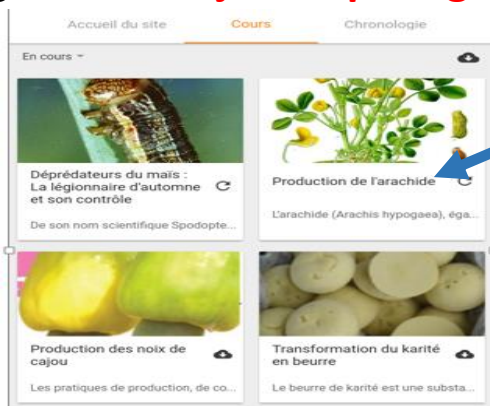 Accueil du site Cours Chronologie
En cours
Déprédateurs du maïs :
La légionnaire d'automne
et son contrôle
De son nom scientifique Spodopte...
Production de l'arachide
L'arachide (Arachis hypogaea), éga...
Production des noix de
cajou
Les pratiques de production, de co...
Transformation du karité
en beurre
Le beurre de karité est une substa...